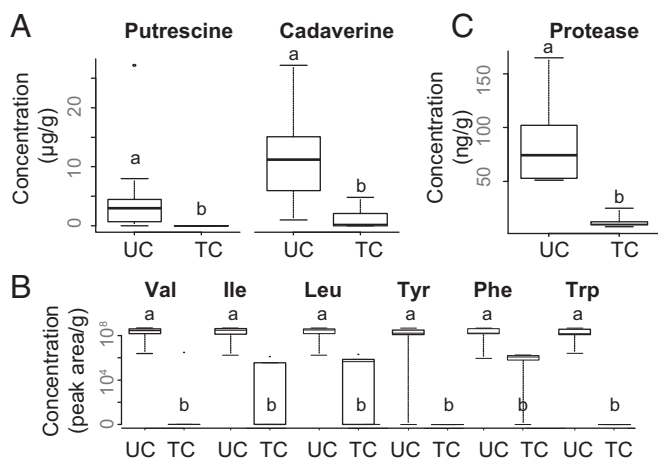 A
Putrescine Cadaverine
Concentration
(µg/g)
0 10 20
a
b
a
b
UC TC UC TC
C
Protease
Concentration
(ng/g)
50 100 150
a
b
UC TC
B
Val Ile Leu Tyr Phe Trp
Concentration
(peak area/g)
0 10⁴ 10⁸
a a a a a a
b b b b b b
UC TC UC TC UC TC UC TC UC TC UC TC